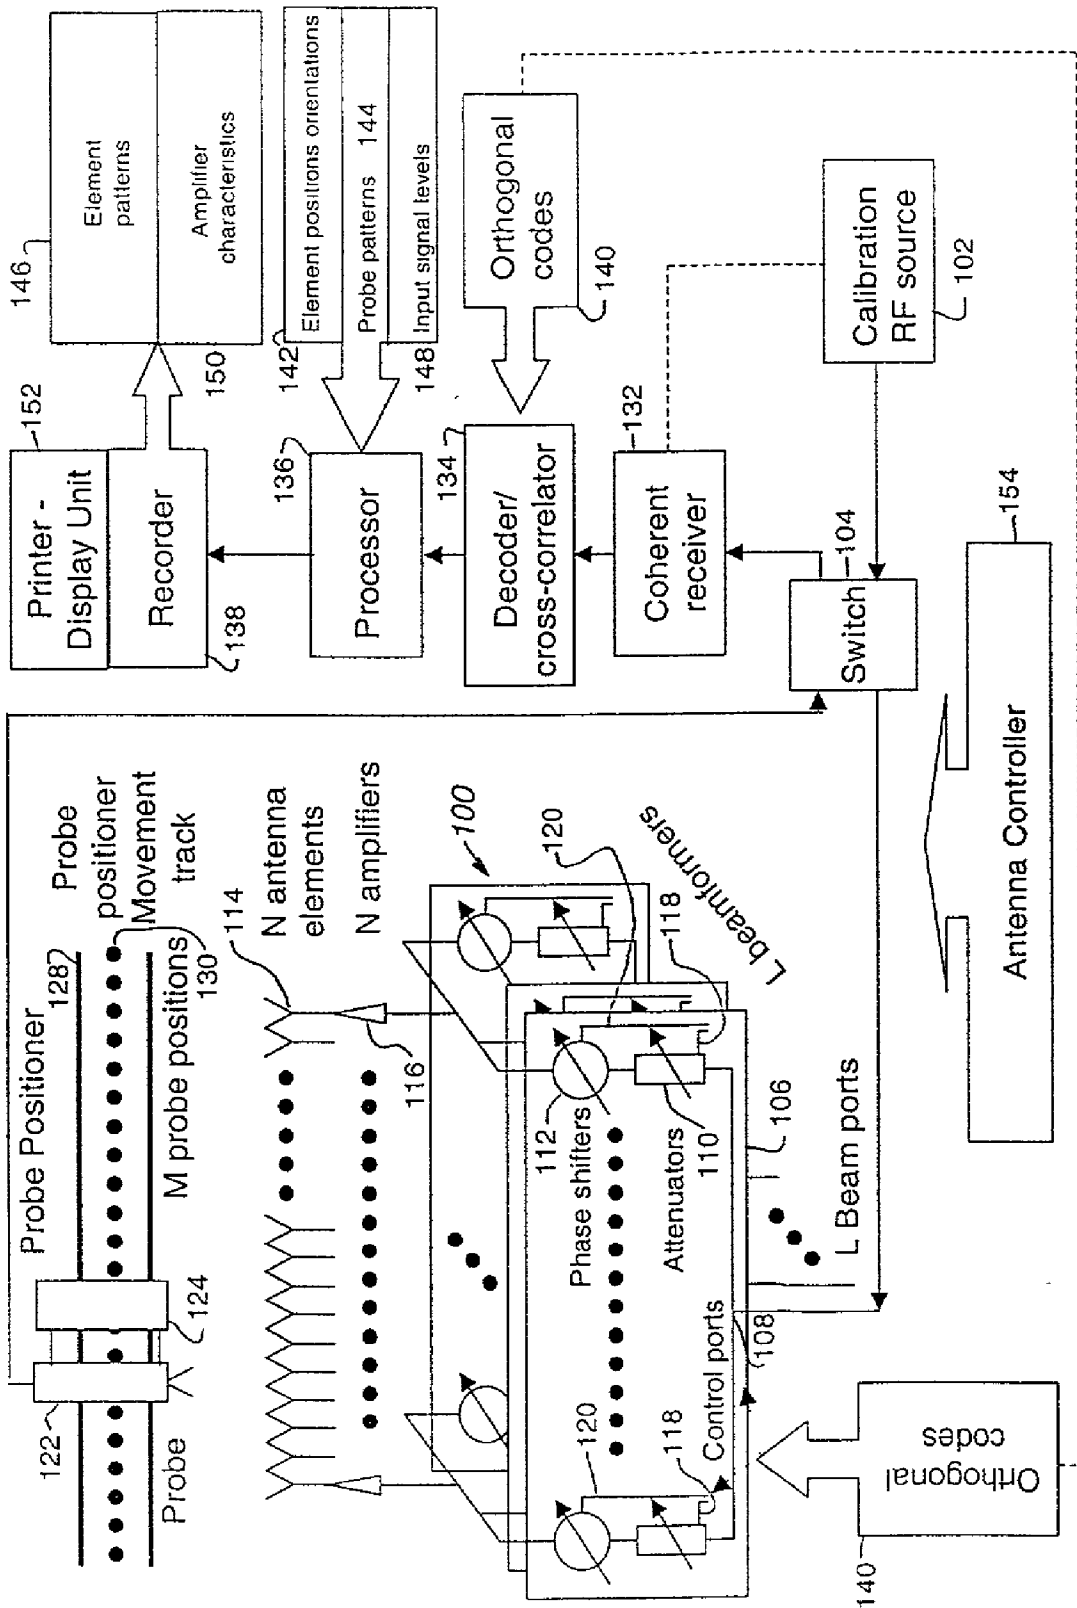 Probe Positioner
128
Probe
positioner
Movement
track
M probe positions
130
124
122
Probe
114
N antenna
elements
N amplifiers
116
100
120
L beamformers
118
112
Phase shifters
Attenuators
110
106
L Beam ports
108
Control ports
120
118
Orthogonal
codes
140
Printer -
Display Unit
152
Recorder
138
146
Element
patterns
Amplifier
characteristics
150
Processor
136
142
Element positions orientations
Probe patterns 144
Input signal levels
148
Decoder/
cross-correlator
134
Orthogonal
codes
140
Coherent
receiver
132
Calibration
RF source
102
Switch
104
Antenna Controller
154